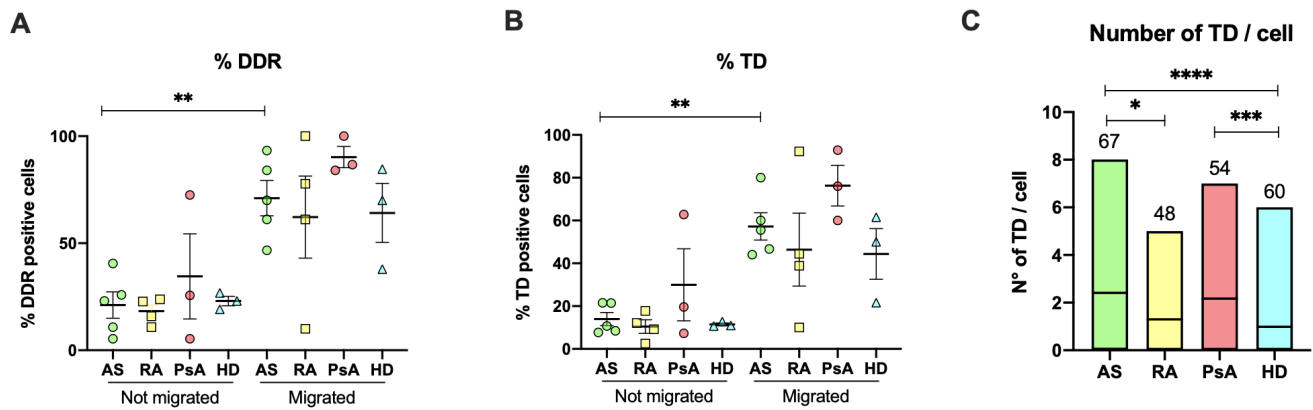 A
% DDR
**
% DDR positive cells
100
50
0
AS RA PsA HD AS RA PsA HD
Not migrated Migrated
B
% TD
**
% TD positive cells
100
80
60
40
20
0
AS RA PsA HD AS RA PsA HD
Not migrated Migrated
C
Number of TD / cell
****
* ***
N° of TD / cell
10
8
6
4
2
0
67 48 54 60
AS RA PsA HD